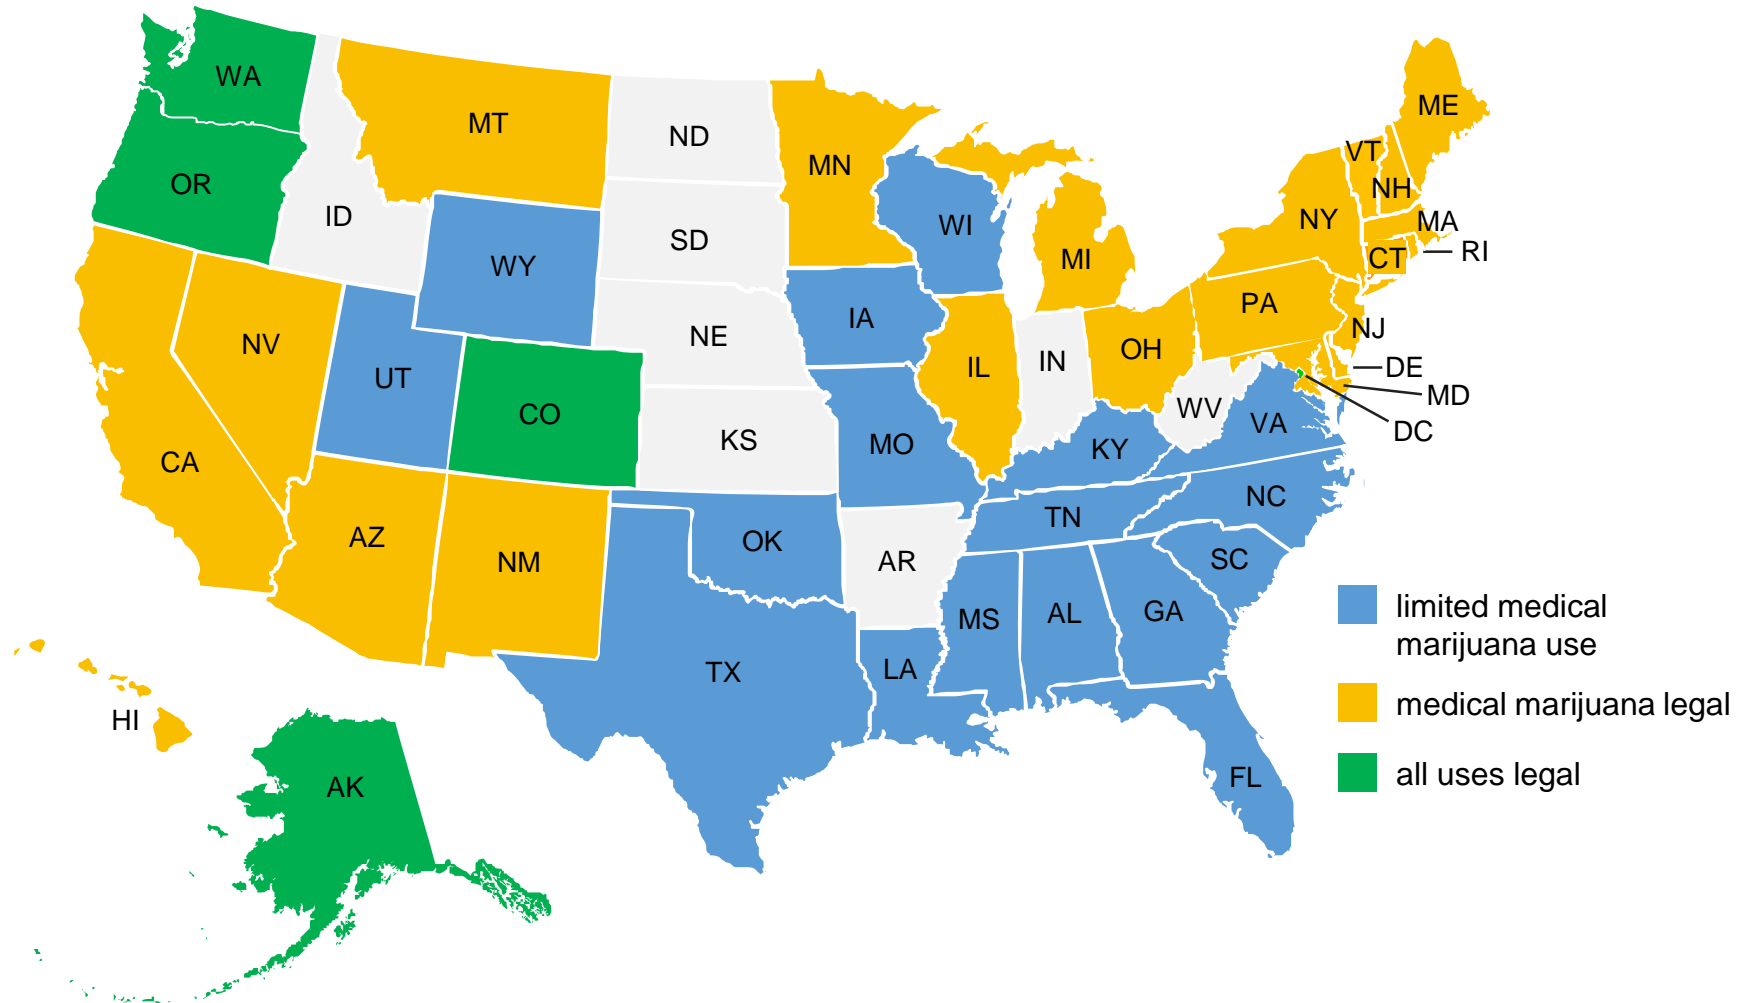 WA
MT
ND
MN
ME
OR
ID
SD
WI
VT
NH
NY
MA
RI
CT
MI
WY
PA
NV
NE
IA
NJ
IL
IN
OH
DE
UT
MD
CO
WV
VA
DC
KS
MO
KY
CA
NC
TN
AZ
NM
OK
AR
SC
MS
AL
GA
limited medical
marijuana use
TX
LA
medical marijuana legal
HI
AK
FL
all uses legal